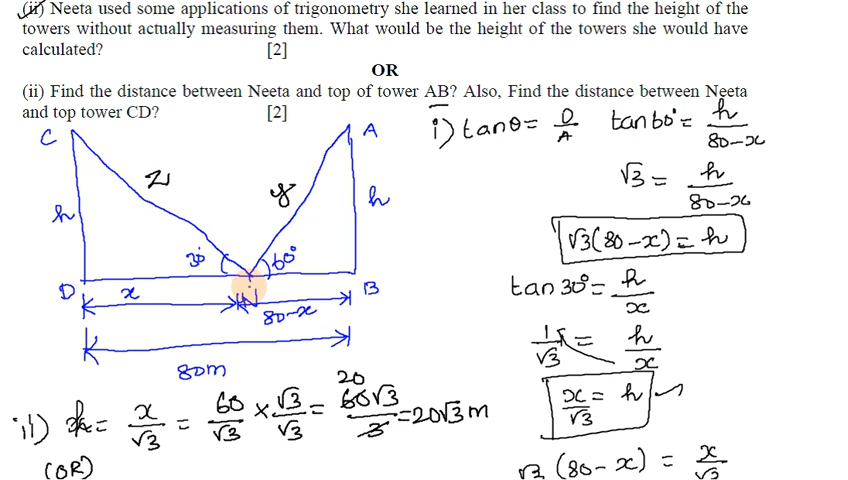 (ii) Neeta used some applications of trigonometry she learned in her class to find the height of the
towers without actually measuring them. What would be the height of the towers she would have
calculated? [2]
OR
(ii) Find the distance between Neeta and top of tower AB? Also, Find the distance between Neeta
and top tower CD? [2]
C
A
z
y
h
h
30°
60°
D
x
N
80-x
B
80m
i) tanθ = O/A tan60° = h/80-x
√3 = h/80-x
√3(80-x) = h
tan30° = h/x
1/√3 = h/x
x/√3 = h
√3 (80-x) = x/√3
ii) h = x/√3 = 60/√3 × √3/√3 = 60√3/3 = 20√3 m
20
(OR)